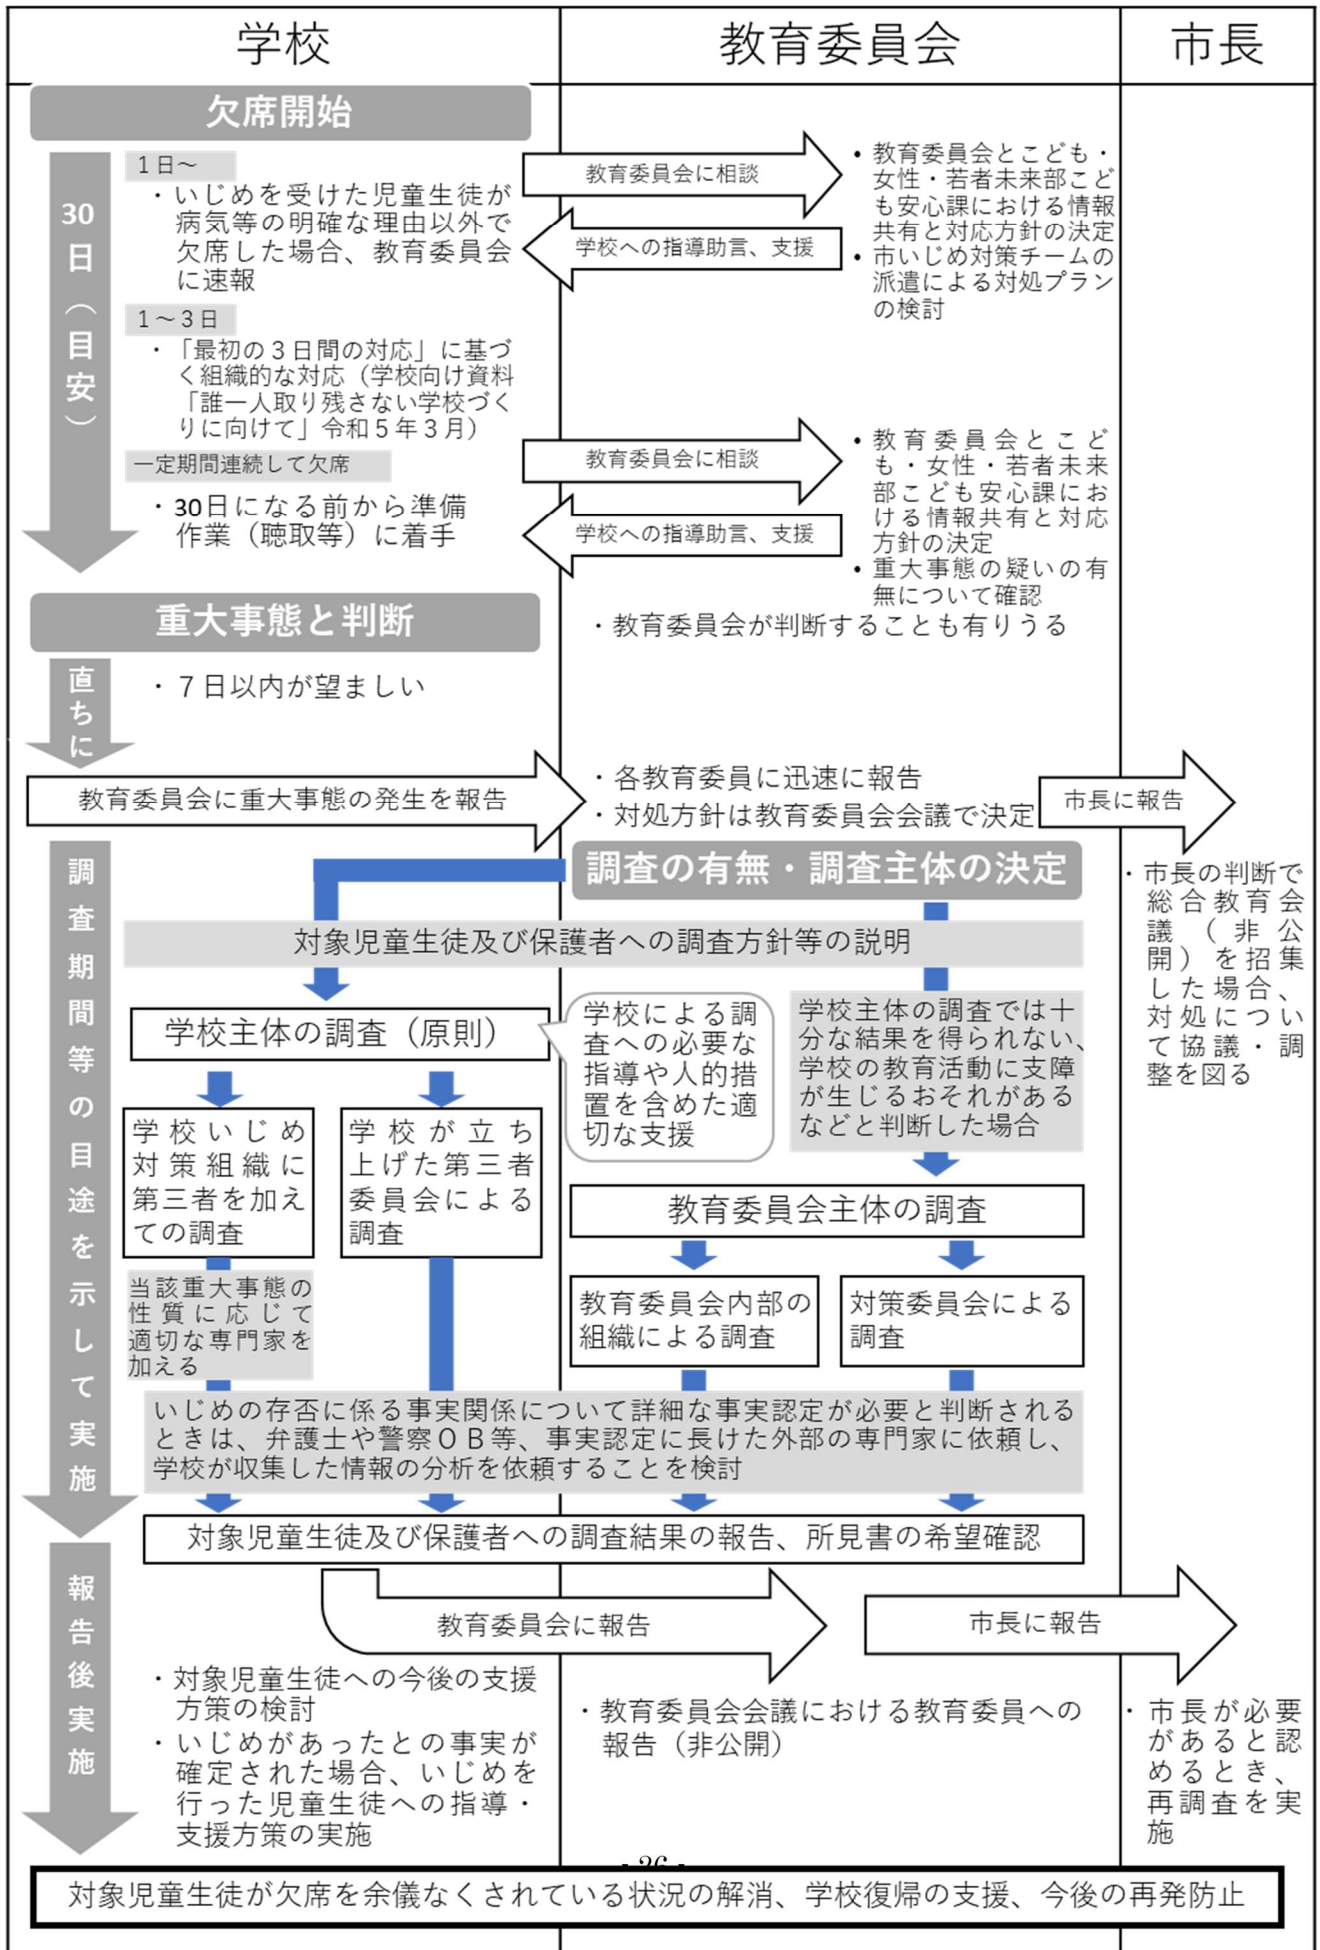 学校
教育委員会
市長
欠席開始
30日（目安）
1日～
・いじめを受けた児童生徒が
病気等の明確な理由以外で
欠席した場合、教育委員会
に速報
教育委員会に相談
学校への指導助言、支援
• 教育委員会とこども・
女性・若者未来部こど
も安心課における情報
共有と対応方針の決定
• 市いじめ対策チームの
派遣による対処プラン
の検討
1～3日
・「最初の３日間の対応」に基づ
く組織的な対応（学校向け資料
「誰一人取り残さない学校づく
りに向けて」令和５年３月）
一定期間連続して欠席
・30日になる前から準備
作業（聴取等）に着手
教育委員会に相談
学校への指導助言、支援
• 教育委員会とこど
も・女性・若者未来
部こども安心課にお
ける情報共有と対応
方針の決定
• 重大事態の疑いの有
無について確認
重大事態と判断
・教育委員会が判断することも有りうる
直ちに
・７日以内が望ましい
教育委員会に重大事態の発生を報告
・各教育委員に迅速に報告
・対処方針は教育委員会会議で決定
市長に報告
調査期間等の目途を示して実施
調査の有無・調査主体の決定
・市長の判断で
総合教育会
議（非公
開）を招集
した場合、
対処につい
て協議・調
整を図る
対象児童生徒及び保護者への調査方針等の説明
学校主体の調査（原則）
学校による調
査への必要な
指導や人的措
置を含めた適
切な支援
学校主体の調査では十
分な結果を得られない、
学校の教育活動に支障
が生じるおそれがある
などと判断した場合
学校いじめ
対策組織に
第三者を加え
ての調査
学校が立ち
上げた第三者
委員会による
調査
教育委員会主体の調査
当該重大事態の
性質に応じて
適切な専門家を
加える
教育委員会内部の
組織による調査
対策委員会による
調査
いじめの存否に係る事実関係について詳細な事実認定が必要と判断される
ときは、弁護士や警察ＯＢ等、事実認定に長けた外部の専門家に依頼し、
学校が収集した情報の分析を依頼することを検討
対象児童生徒及び保護者への調査結果の報告、所見書の希望確認
報告後実施
教育委員会に報告
市長に報告
・対象児童生徒への今後の支援
方策の検討
・いじめがあったとの事実が
確定された場合、いじめを
行った児童生徒への指導・
支援方策の実施
・教育委員会会議における教育委員への
報告（非公開）
・市長が必要
があると認
めるとき、
再調査を実
施
- 26 -
対象児童生徒が欠席を余儀なくされている状況の解消、学校復帰の支援、今後の再発防止